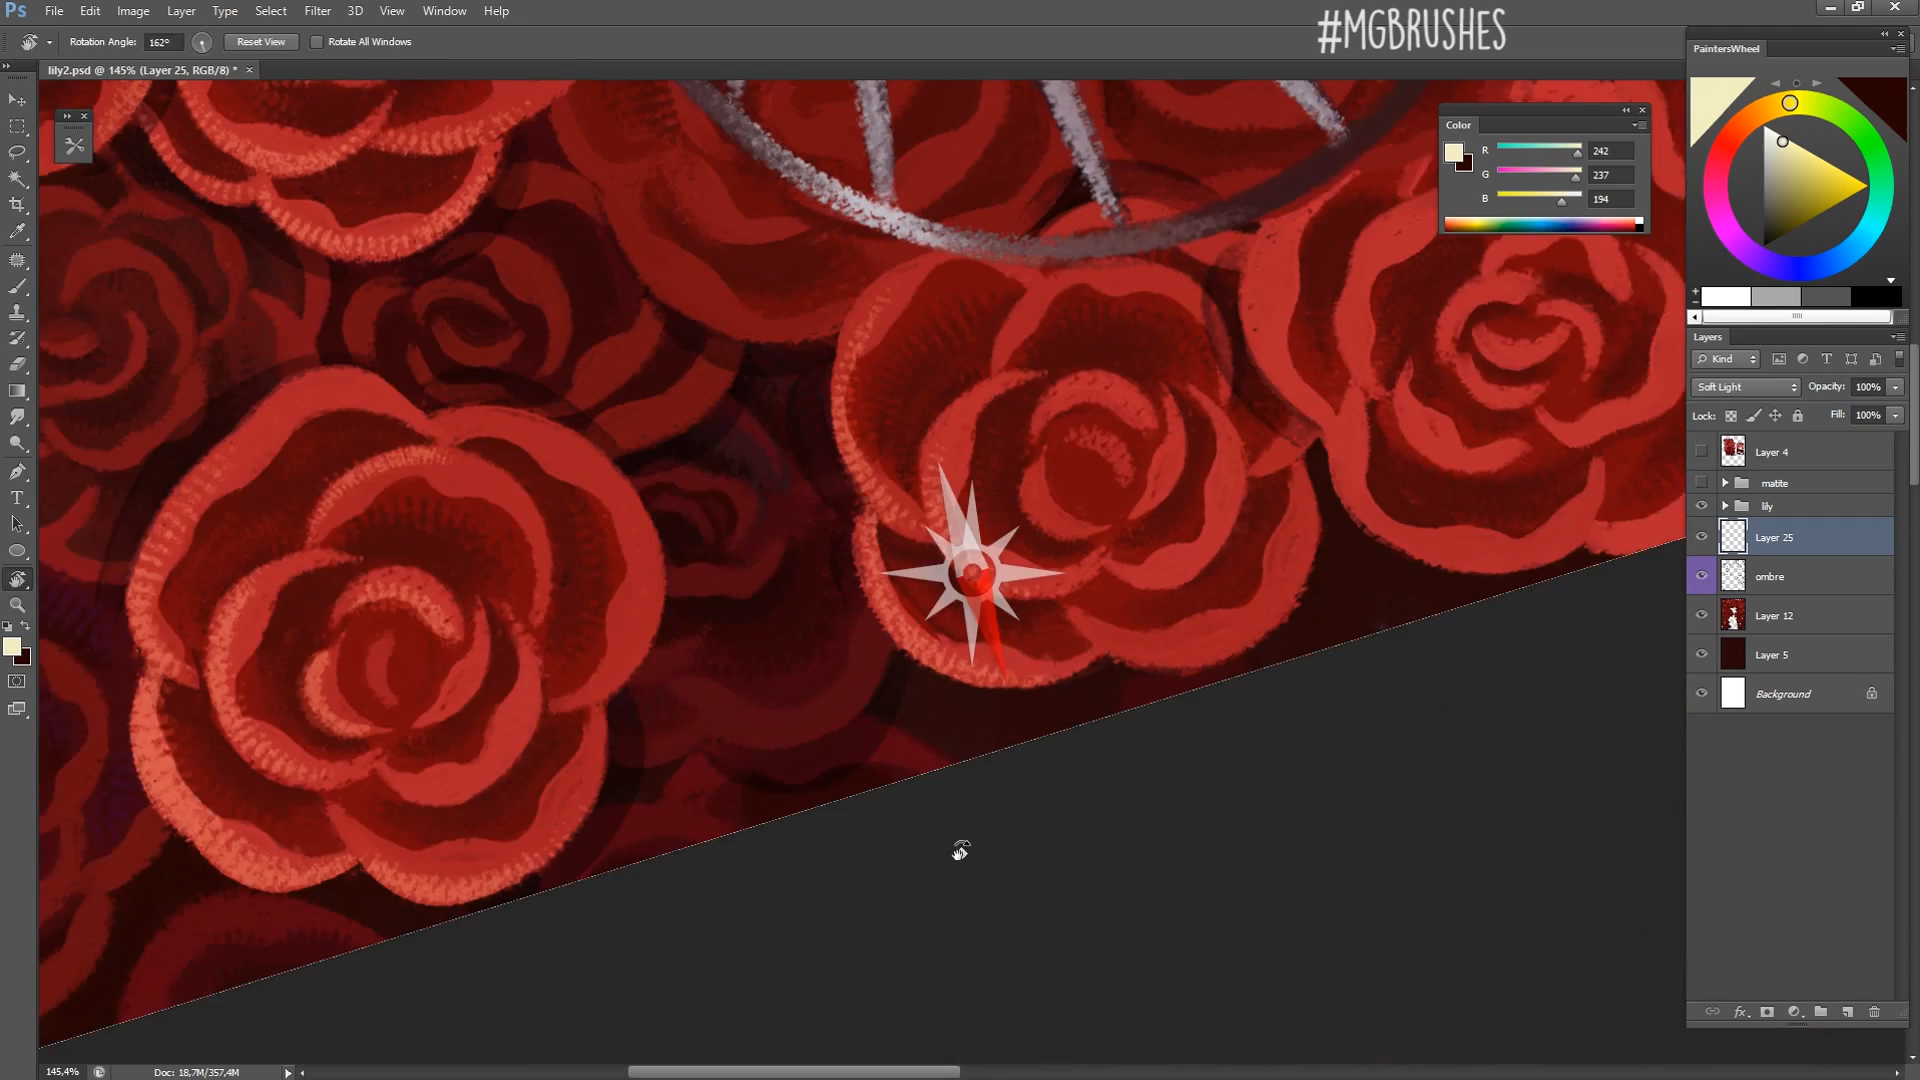 Ps File Edit Image Layer Type Select Filter 3D View Window Help
#MGBRUSHES
Rotation Angle: 162° Reset View Rotate All Windows
lily2.psd @ 145% (Layer 25, RGB/8) *
PaintersWheel
Color
R 242
G 237
B 194
Layers
Kind
Soft Light Opacity: 100%
Lock: Fill: 100%
Layer 4
matite
lily
Layer 25
ombre
Layer 12
Layer 5
Background
fx
145,4% Doc: 18,7M/357,4M